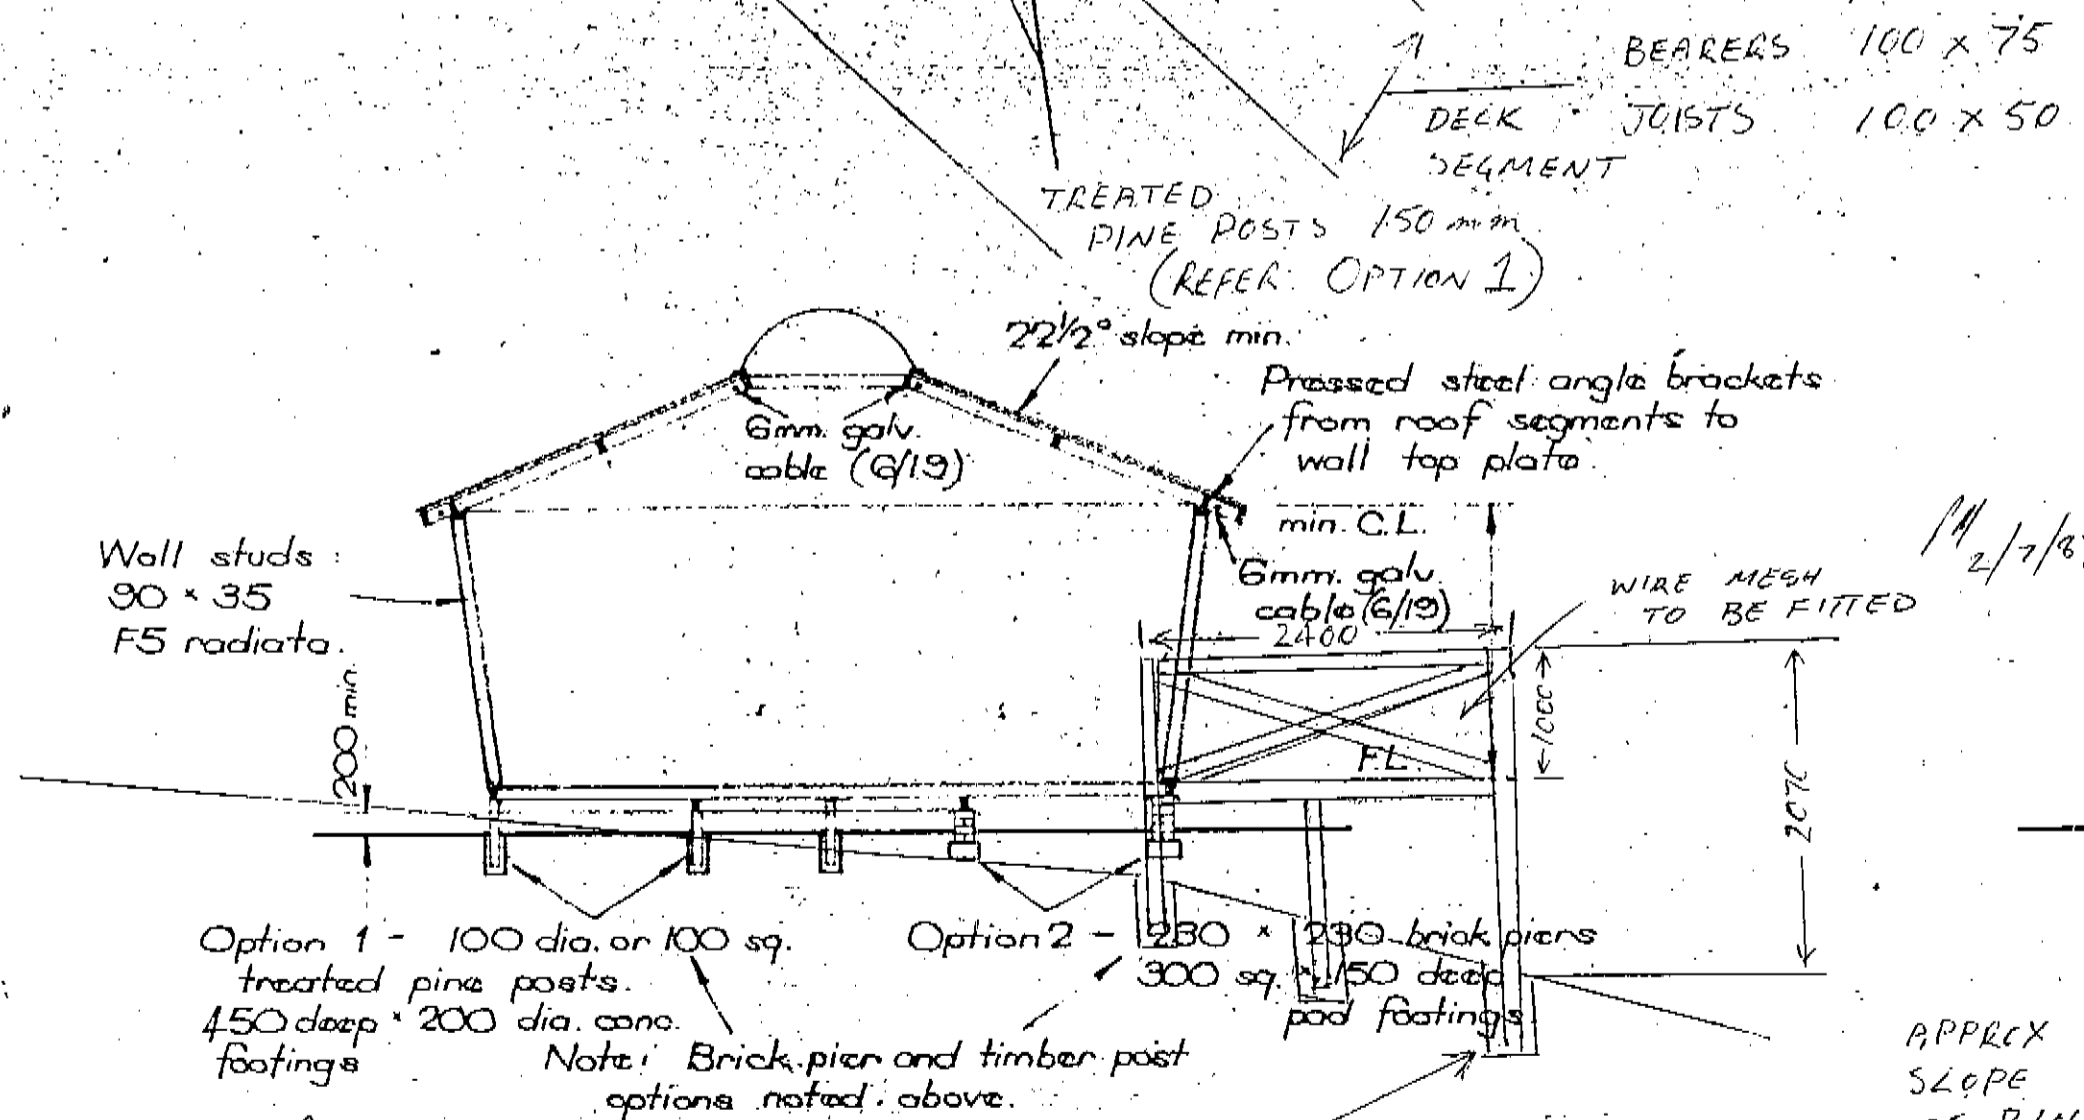 BEARERS 100 x 75
DECK JOISTS 100 x 50
SEGMENT
TREATED
PINE POSTS 150 mm
(REFER OPTION 1)
22½° slope min.
Pressed steel angle brackets
from roof segments to
wall top plate.
6mm. galv.
cable (6/19)
min. C.L.
6mm. galv.
cable (6/19)
Wall studs :
90 × 35
F5 radiata.
WIRE MESH
TO BE FITTED
2400
1000
F.L.
200 min.
Option 1 - 100 dia. or 100 sq.
treated pine posts.
450 deep × 200 dia. conc.
footings
Option 2 - 230 × 230 brick piers
300 sq. × 150 deep
pad footings
Note: Brick pier and timber post
options noted above.
APPROX
SLOPE